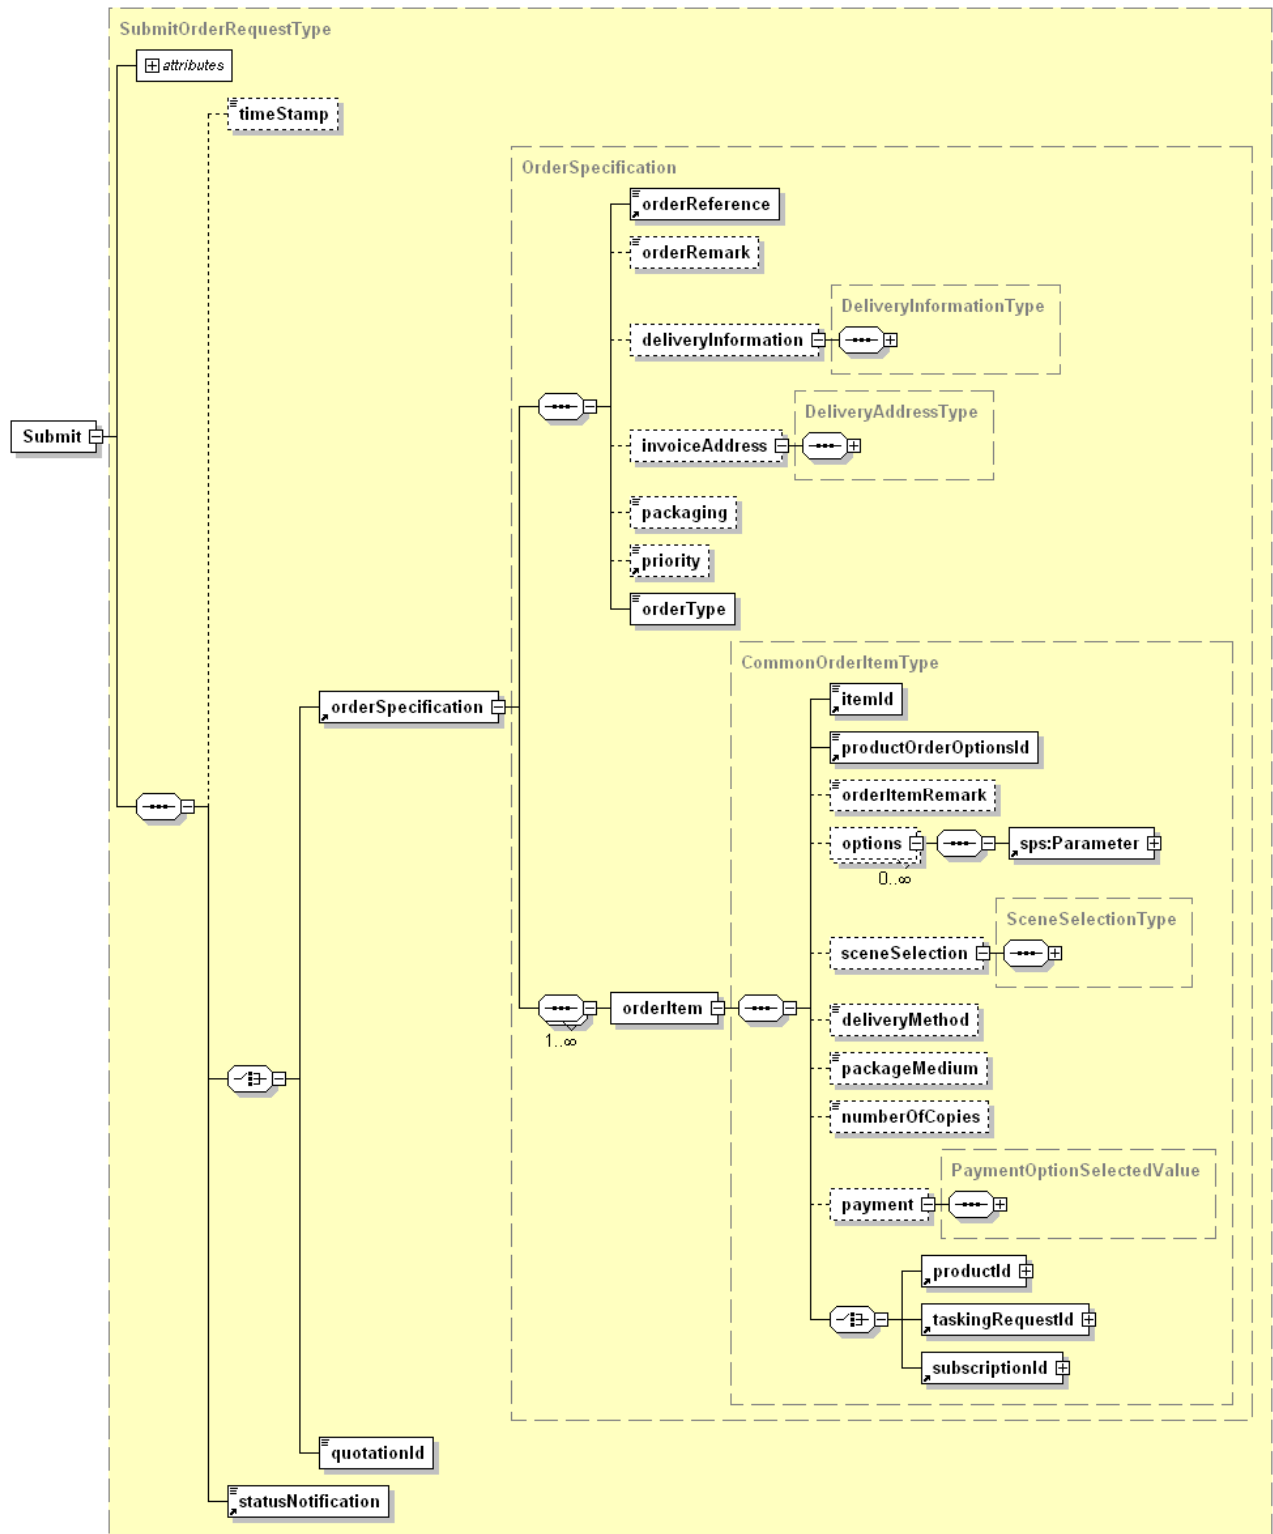 SubmitOrderRequestType
attributes
timeStamp
OrderSpecification
orderReference
orderRemark
DeliveryInformationType
deliveryInformation
DeliveryAddressType
Submit
invoiceAddress
packaging
priority
orderType
CommonOrderItemType
itemId
orderSpecification
productOrderOptionsId
orderItemRemark
options
sps:Parameter
0..∞
SceneSelectionType
sceneSelection
orderItem
1..∞
deliveryMethod
packageMedium
numberOfCopies
PaymentOptionSelectedValue
payment
productId
taskingRequestId
subscriptionId
quotationId
statusNotification